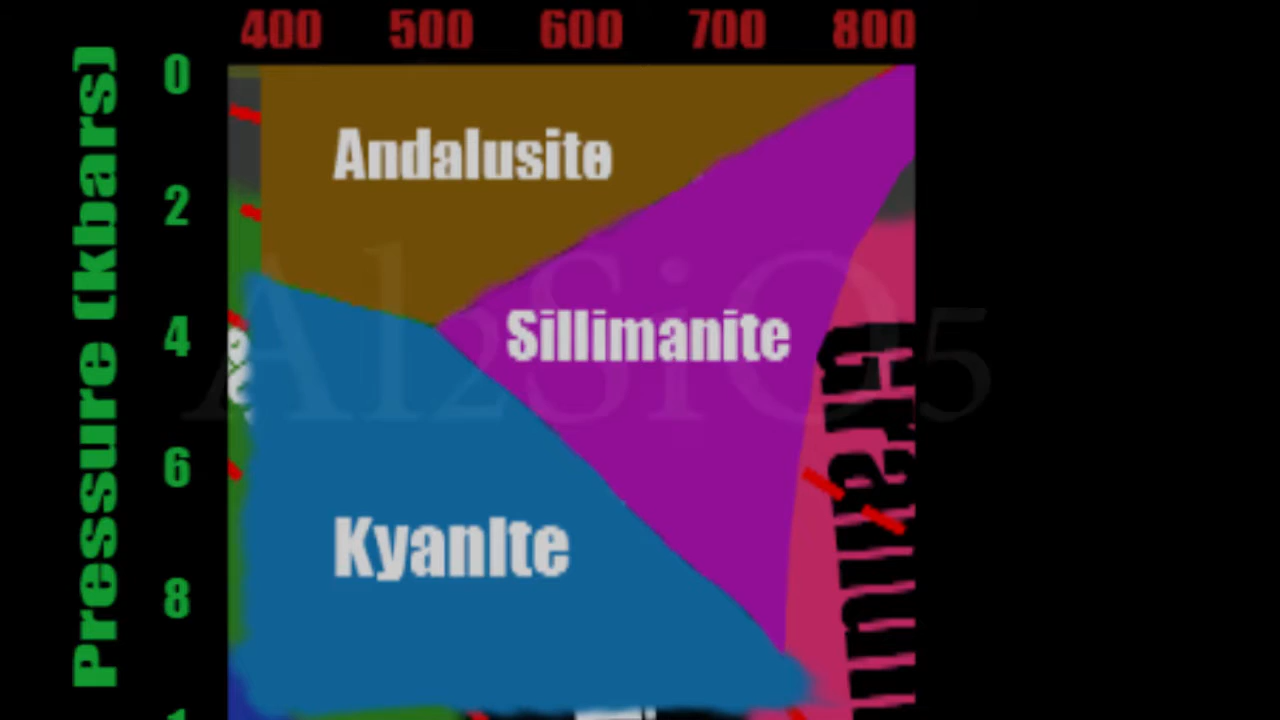 400 500 600 700 800
Pressure (kbars)
0
2
4
6
8
Andalusite
Sillimanite
Al2SiO5
KyanIte